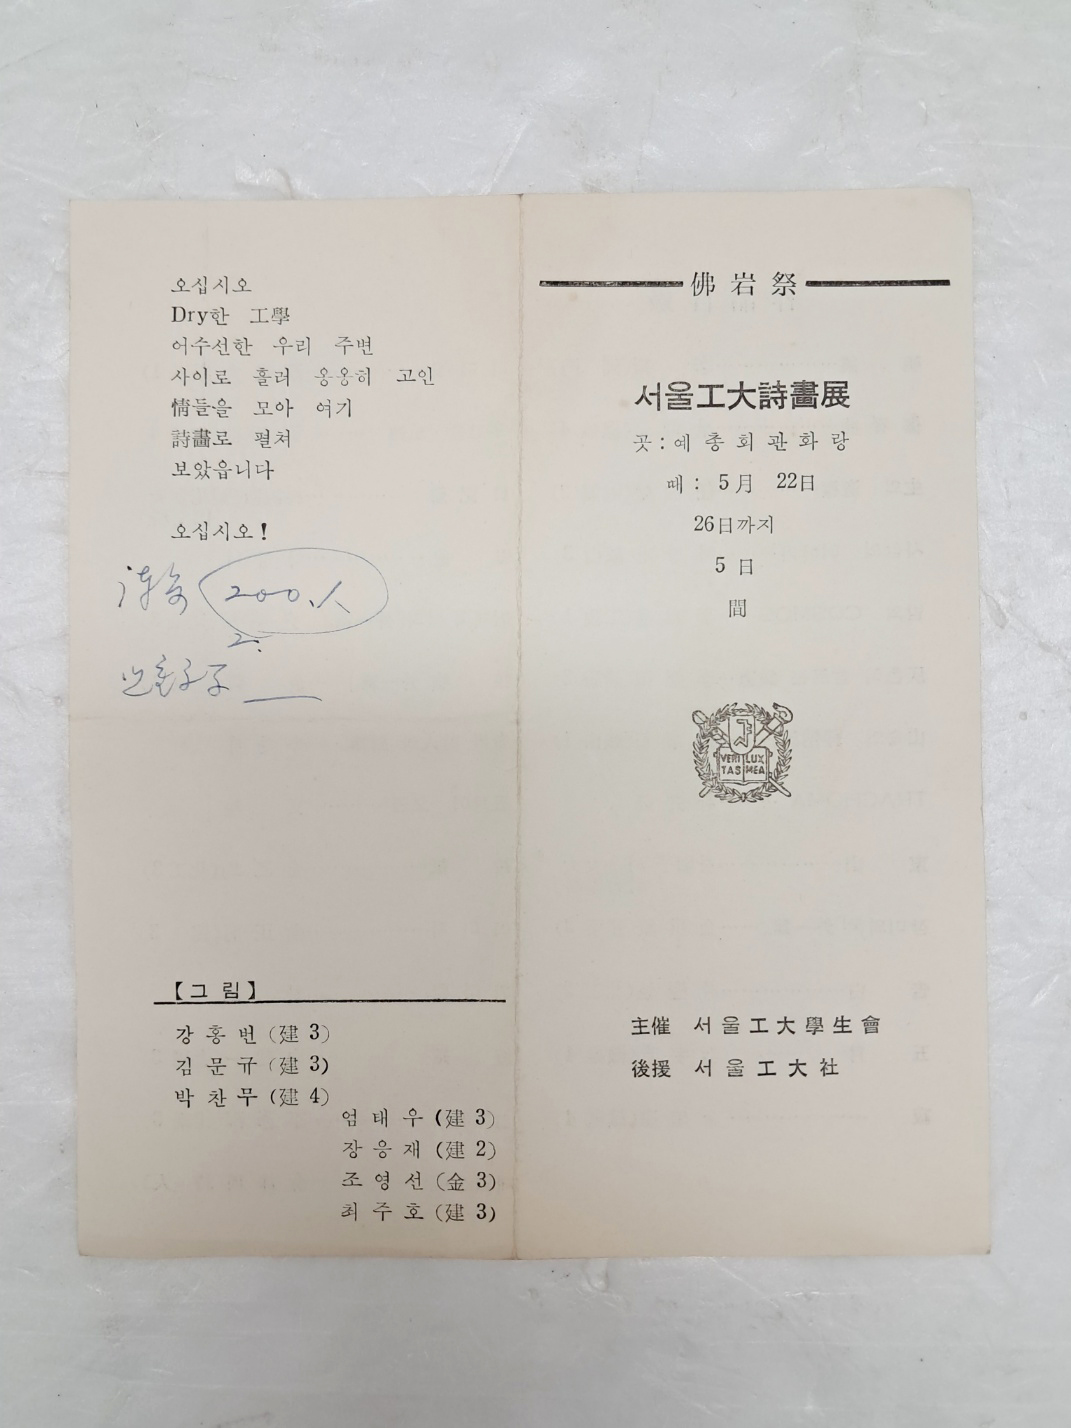 오십시오
Dry한 工學
어수선한 우리 주변
사이로 흘러 옹옹히 고인
情들을 모아 여기
詩畵로 펼쳐
보았읍니다
오십시오!
200人
2.
【그림】
강홍번(建 3)
김문규(建 3)
박찬무(建 4)
엄태우(建 3)
장응재(建 2)
조영선(金 3)
최주호(建 3)
佛岩祭
서울工大詩畵展
곳:예총회관화랑
떼: 5月 22日
26日까지
5日
間
VERI LUX
TAS MEA
主催 서울工大學生會
後援 서울工大社